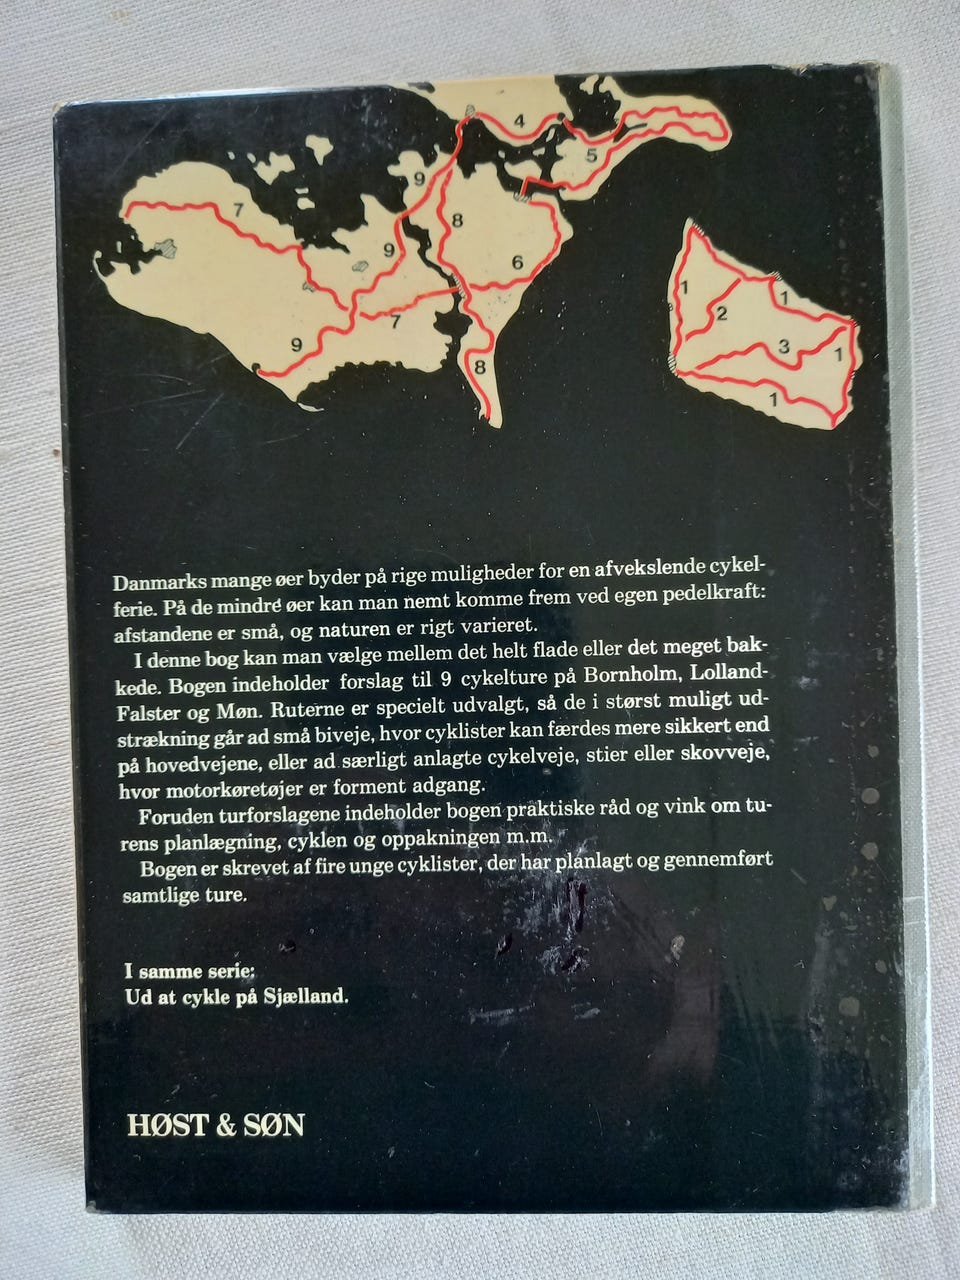 4
5
9
7
8
9
6
1
1
2
7
3
9
1
8
1
Danmarks mange øer byder på rige muligheder for en afvekslende cykel-
ferie. På de mindre øer kan man nemt komme frem ved egen pedelkraft:
afstandene er små, og naturen er rigt varieret.
I denne bog kan man vælge mellem det helt flade eller det meget bak-
kede. Bogen indeholder forslag til 9 cykelture på Bornholm, Lolland-
Falster og Møn. Ruterne er specielt udvalgt, så de i størst muligt ud-
strækning går ad små biveje, hvor cyklister kan færdes mere sikkert end
på hovedvejene, eller ad særligt anlagte cykelveje, stier eller skovveje,
hvor motorkøretøjer er forment adgang.
Foruden turforslagene indeholder bogen praktiske råd og vink om tu-
rens planlægning, cyklen og oppakningen m.m.
Bogen er skrevet af fire unge cyklister, der har planlagt og gennemført
samtlige ture.
I samme serie:
Ud at cykle på Sjælland.
HØST & SØN